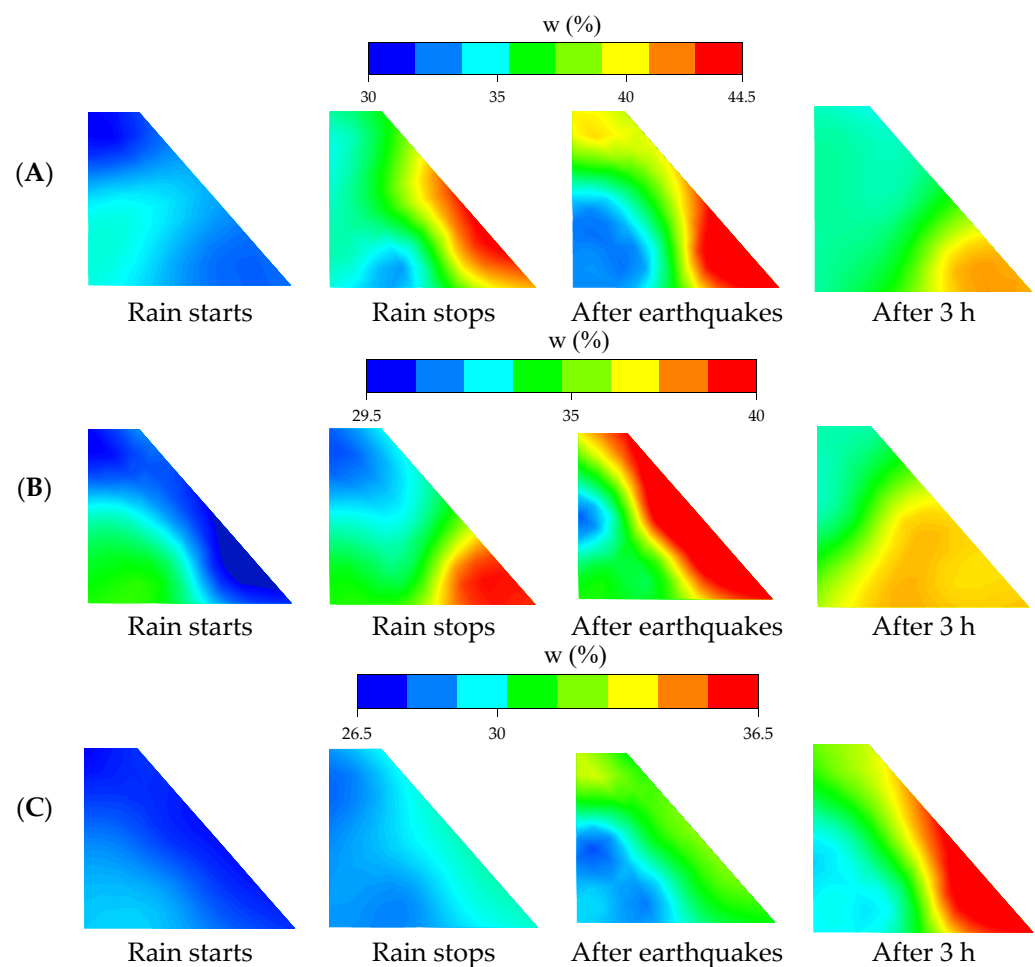 w (%)
30 35 40 44.5
(A)
Rain starts Rain stops After earthquakes After 3 h
w (%)
29.5 35 40
(B)
Rain starts Rain stops After earthquakes After 3 h
w (%)
26.5 30 36.5
(C)
Rain starts Rain stops After earthquakes After 3 h